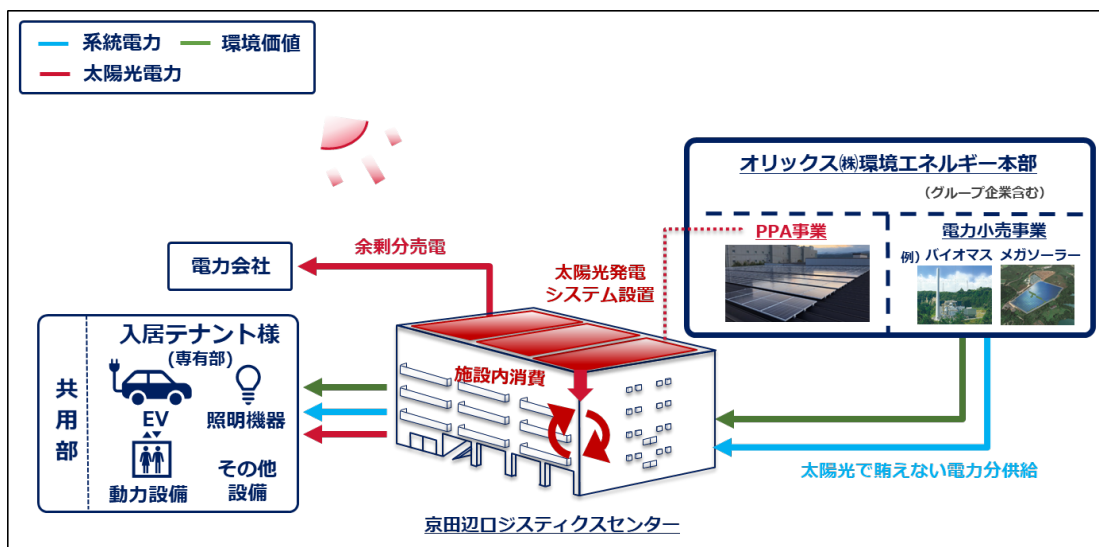 系統電力
環境価値
太陽光電力
オリックス㈱環境エネルギー本部
(グループ企業含む)
PPA事業
電力小売事業
例)バイオマス
メガソーラー
余剰分売電
電力会社
太陽光発電
システム設置
入居テナント様
(専有部)
共用部
EV
照明機器
動力設備
その他
設備
施設内消費
太陽光で賄えない電力分供給
京田辺ロジスティクスセンター